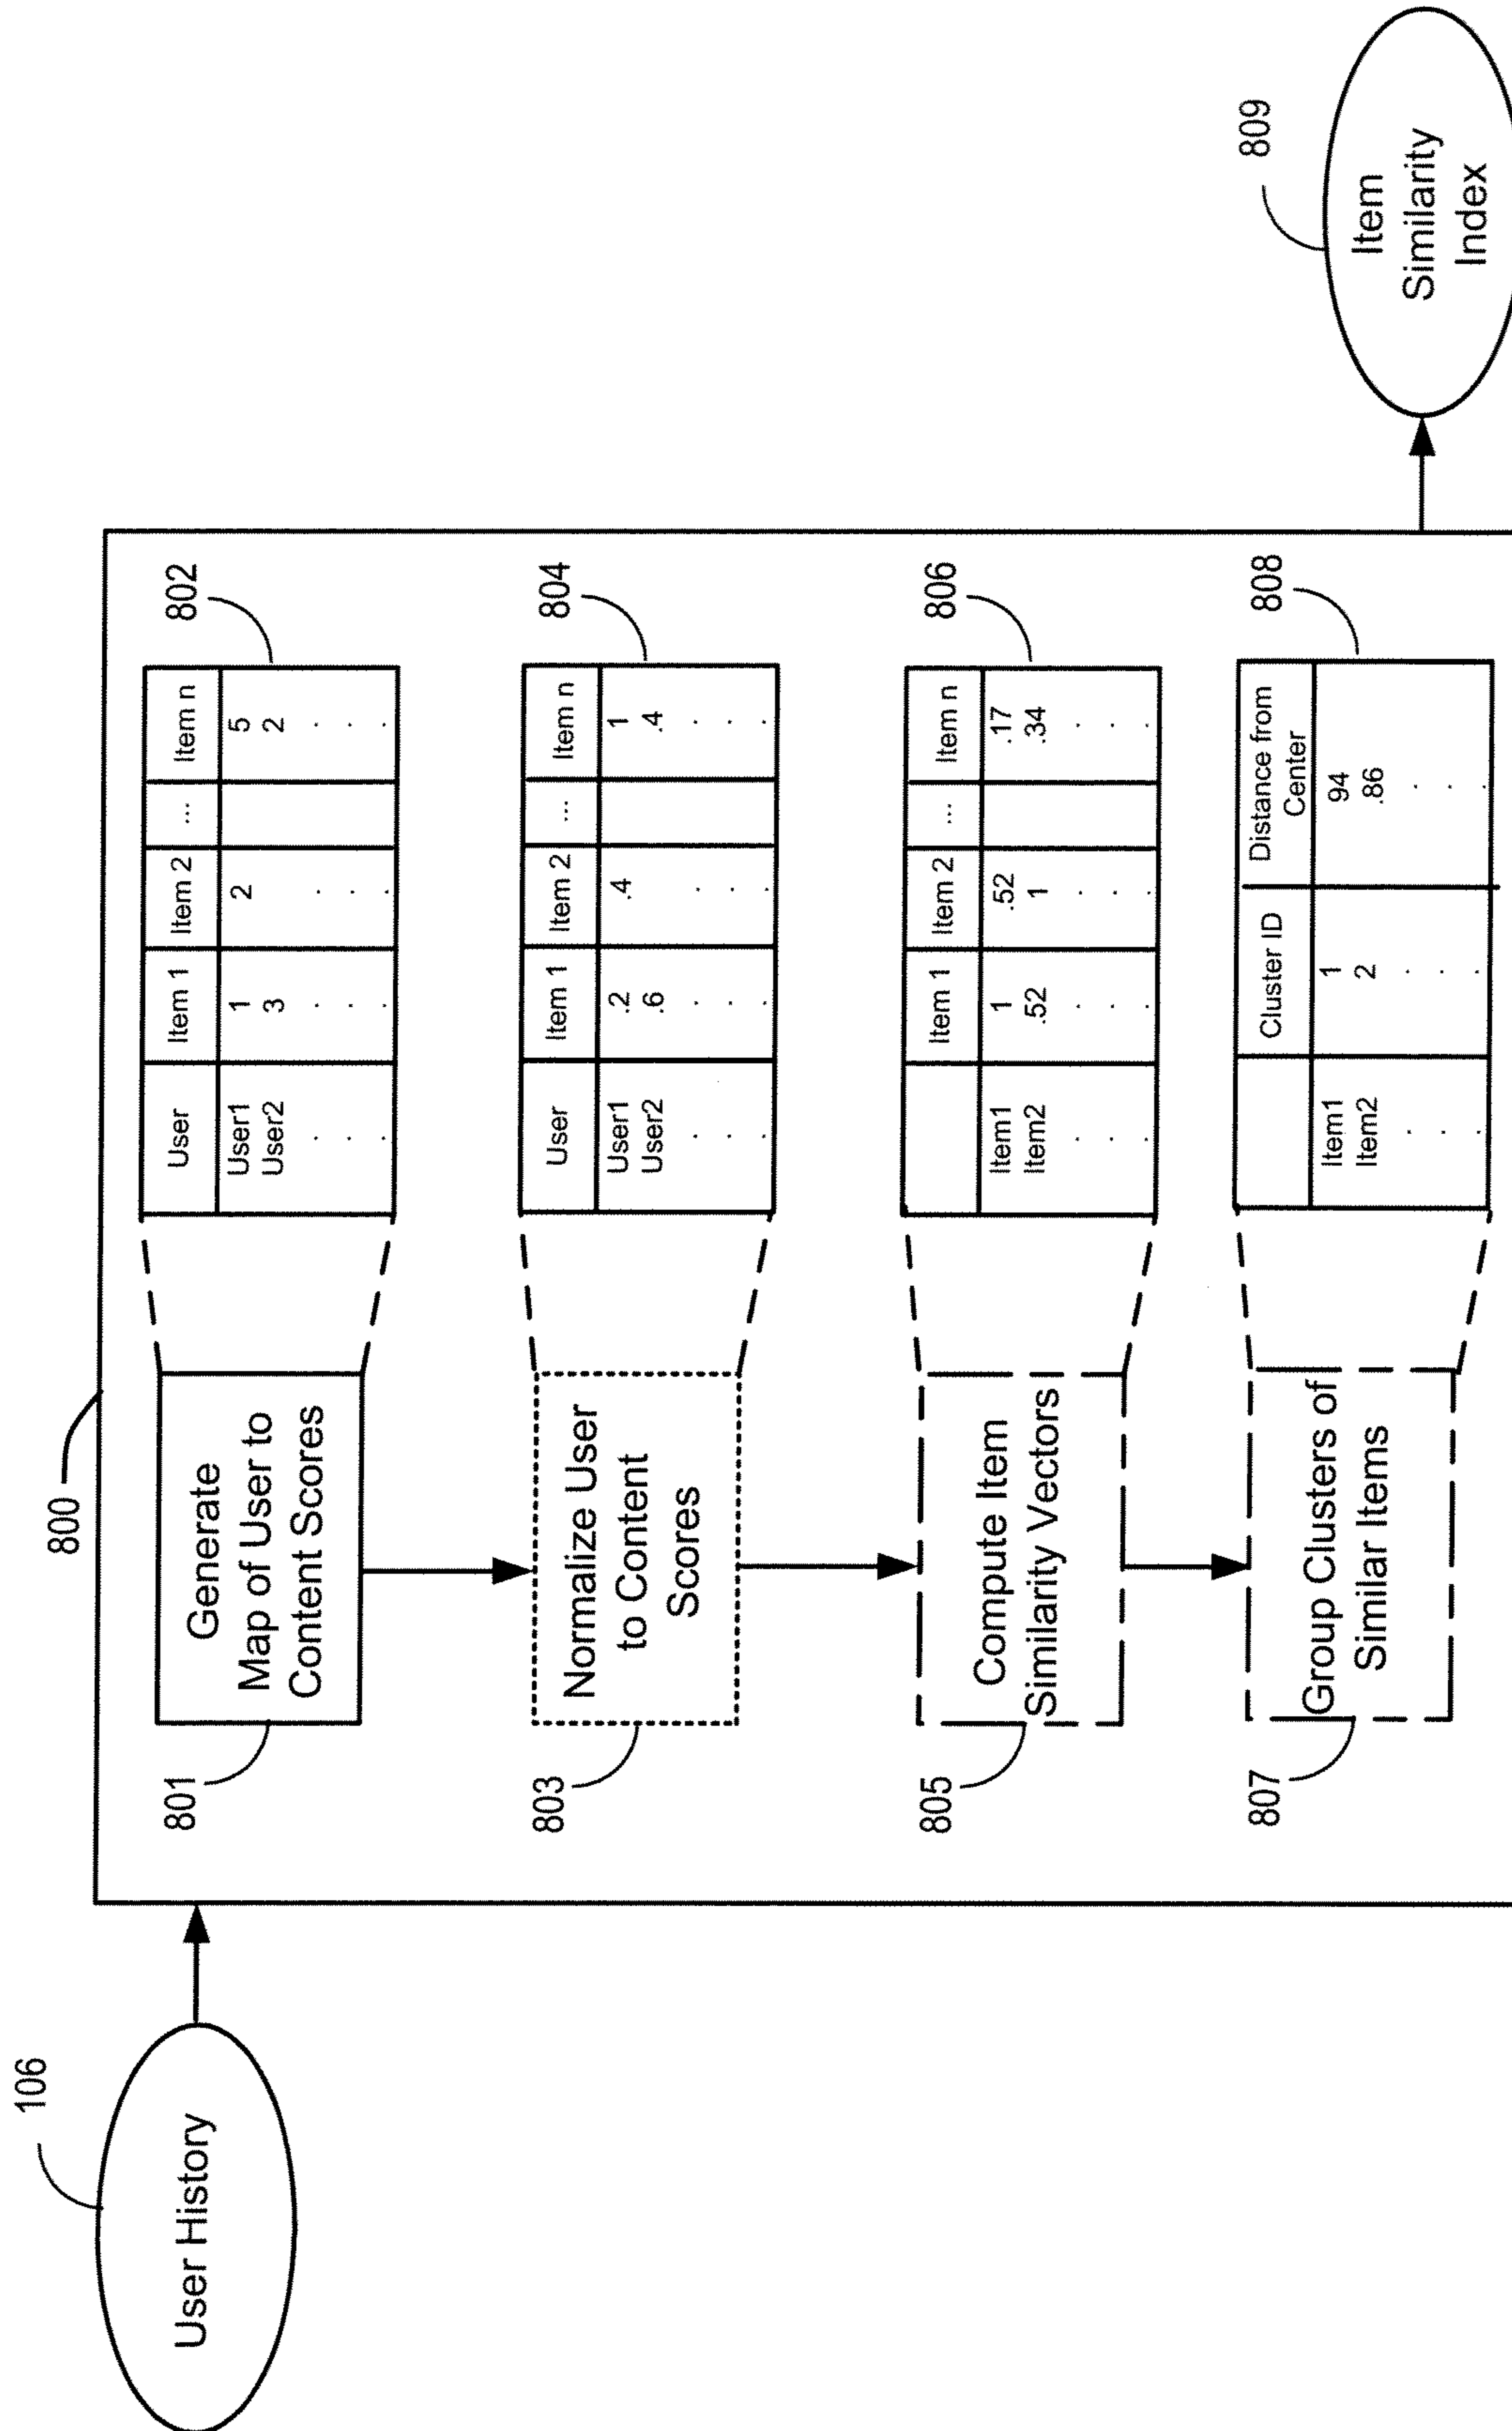 106
User History
800
801
Generate
Map of User to
Content Scores
802
User Item 1 Item 2 ... Item n
User1 1 2 5
User2 3 2
. . . .
. . . .
. . . .
803
Normalize User
to Content
Scores
804
User Item 1 Item 2 ... Item n
User1 .2 .4 1
User2 .6 .4
. . . .
. . . .
. . . .
805
Compute Item
Similarity Vectors
806
Item 1 Item 2 ... Item n
Item1 1 .52 .17
Item2 .52 1 .34
. . . .
. . . .
. . . .
807
Group Clusters of
Similar Items
808
Cluster ID Distance from
Center
Item1 1 94
Item2 2 .86
. . .
. . .
. . .
809
Item
Similarity
Index